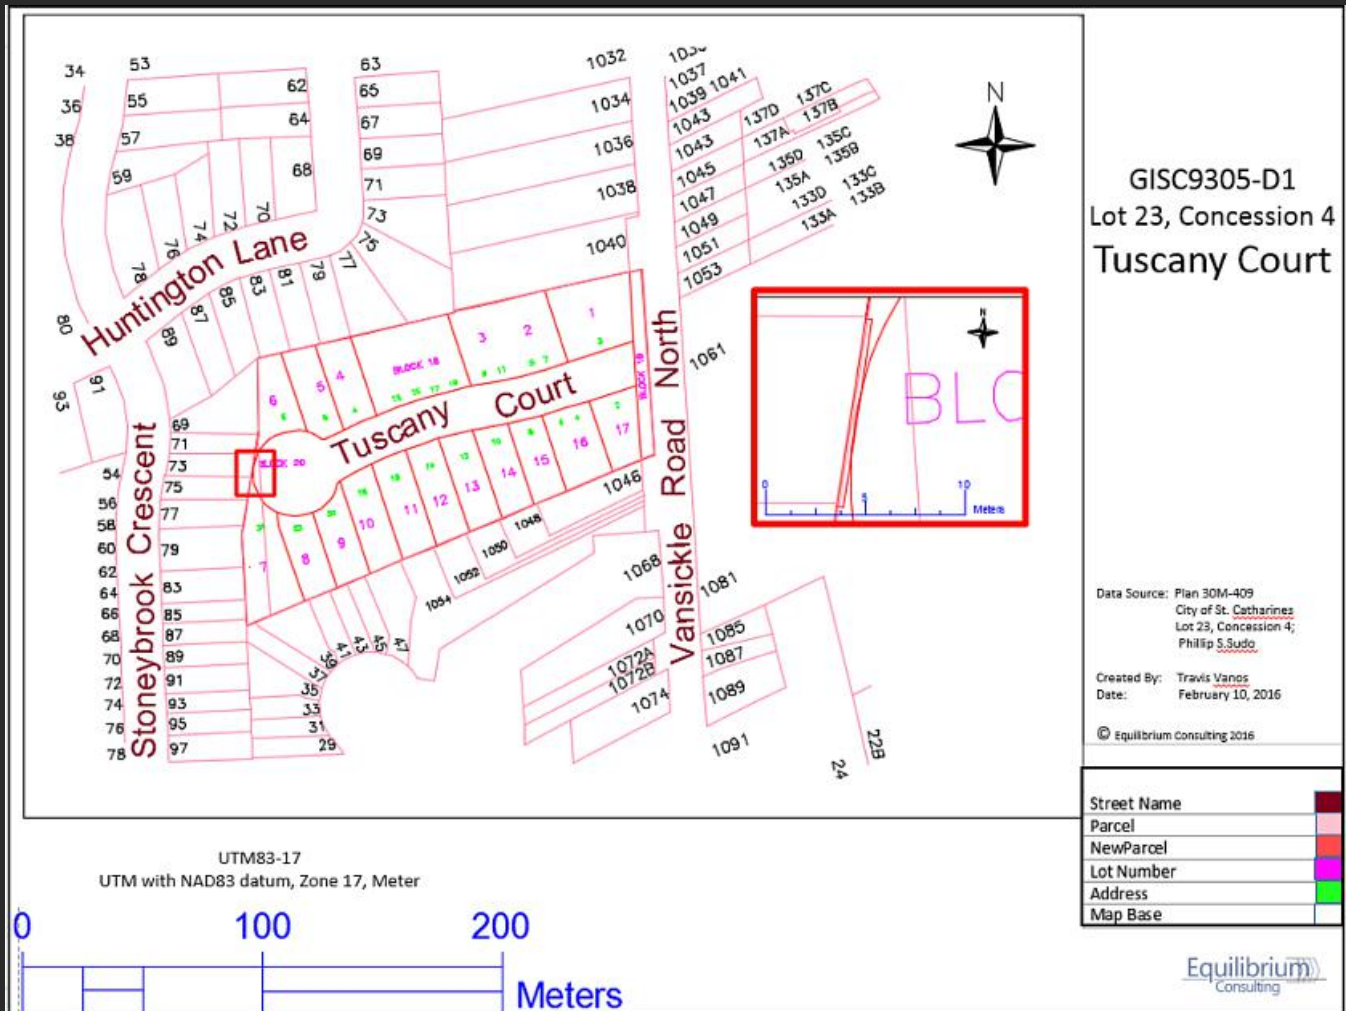 34
53
36
55
38
57
59
62
64
68
63
65
67
69
71
73
75
77
79
81
83
85
87
89
70
72
74
76
78
80
91
93
Huntington Lane
1032
1034
1036
1038
1040
1037
1039 1041
1043
1043
1045
1047
1049
1051
1053
137D
137C
137B
137A
135D
135C
135B
135A
133D
133C
133B
133A
1061
N
6
5
4
BLOCK 18
3
2
1
3
BLOCK 19
Tuscany Court
BLOCK 20
7
8
9
10
11
12
13
14
15
16
17
2
Vansickle Road North
Stoneybrook Crescent
69
71
73
75
77
79
83
85
87
89
91
93
95
97
54
56
58
60
62
64
66
68
70
72
74
76
78
39
41
43
45
47
37
35
33
31
29
1046
1048
1050
1052
1054
1068
1070
1072A
1072B
1074
1081
1085
1087
1089
1091
22B
24
N
BLO
0
5
10
Meters
GISC9305-D1
Lot 23, Concession 4
Tuscany Court
Data Source: Plan 30M-409
City of St. Catharines
Lot 23, Concession 4;
Phillip S.Sudo
Created By: Travis Vanos
Date: February 10, 2016
© Equilibrium Consulting 2016
Street Name
Parcel
NewParcel
Lot Number
Address
Map Base
UTM83-17
UTM with NAD83 datum, Zone 17, Meter
0
100
200
Meters
Equilibrium
Consulting